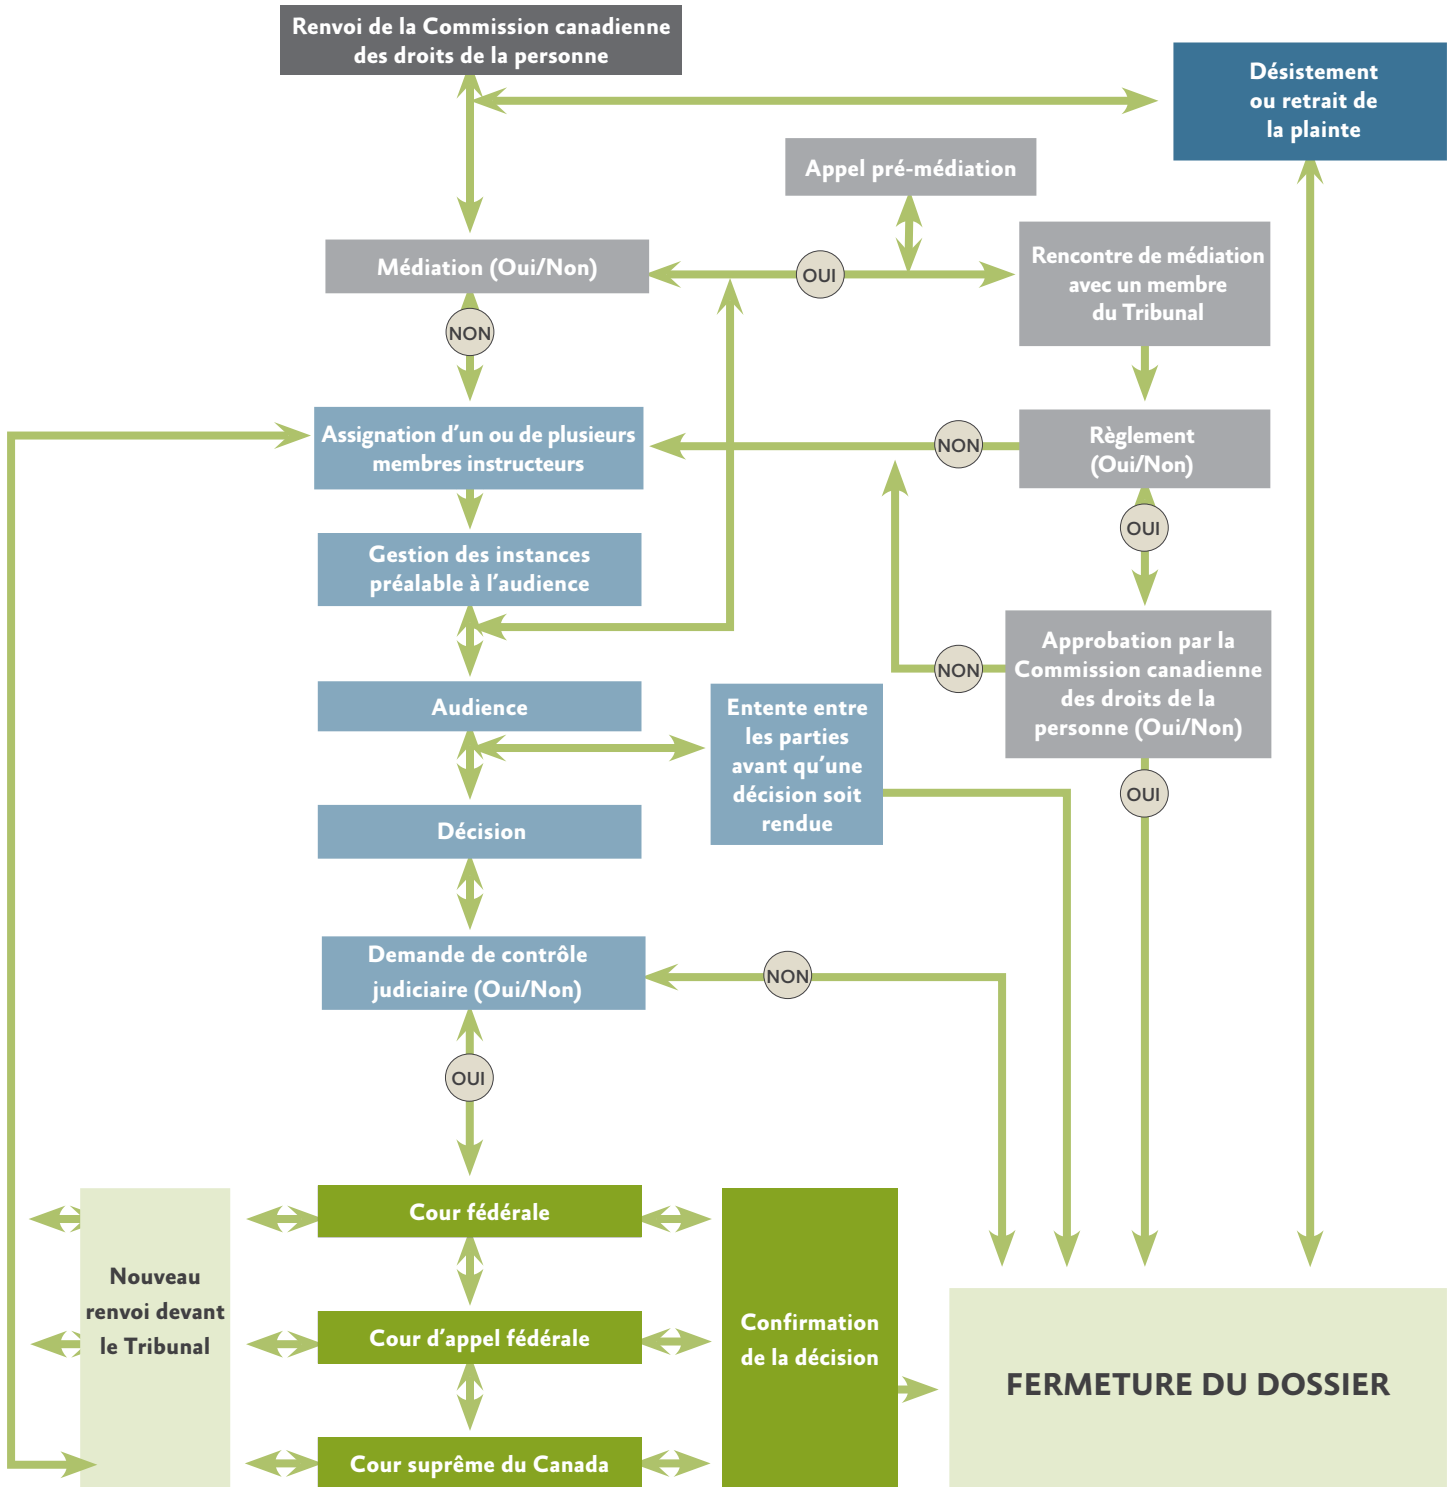 Renvoi de la Commission canadienne
des droits de la personne
Désistement
ou retrait de
la plainte
Appel pré-médiation
Médiation (Oui/Non)
OUI
Rencontre de médiation
avec un membre
du Tribunal
NON
Assignation d'un ou de plusieurs
membres instructeurs
NON
Règlement
(Oui/Non)
OUI
Gestion des instances
préalable à l'audience
Approbation par la
Commission canadienne
des droits de la
personne (Oui/Non)
NON
Audience
Entente entre
les parties
avant qu'une
décision soit
rendue
OUI
Décision
Demande de contrôle
judiciaire (Oui/Non)
NON
OUI
Cour fédérale
Nouveau
renvoi devant
le Tribunal
Cour d'appel fédérale
Confirmation
de la décision
FERMETURE DU DOSSIER
Cour suprême du Canada